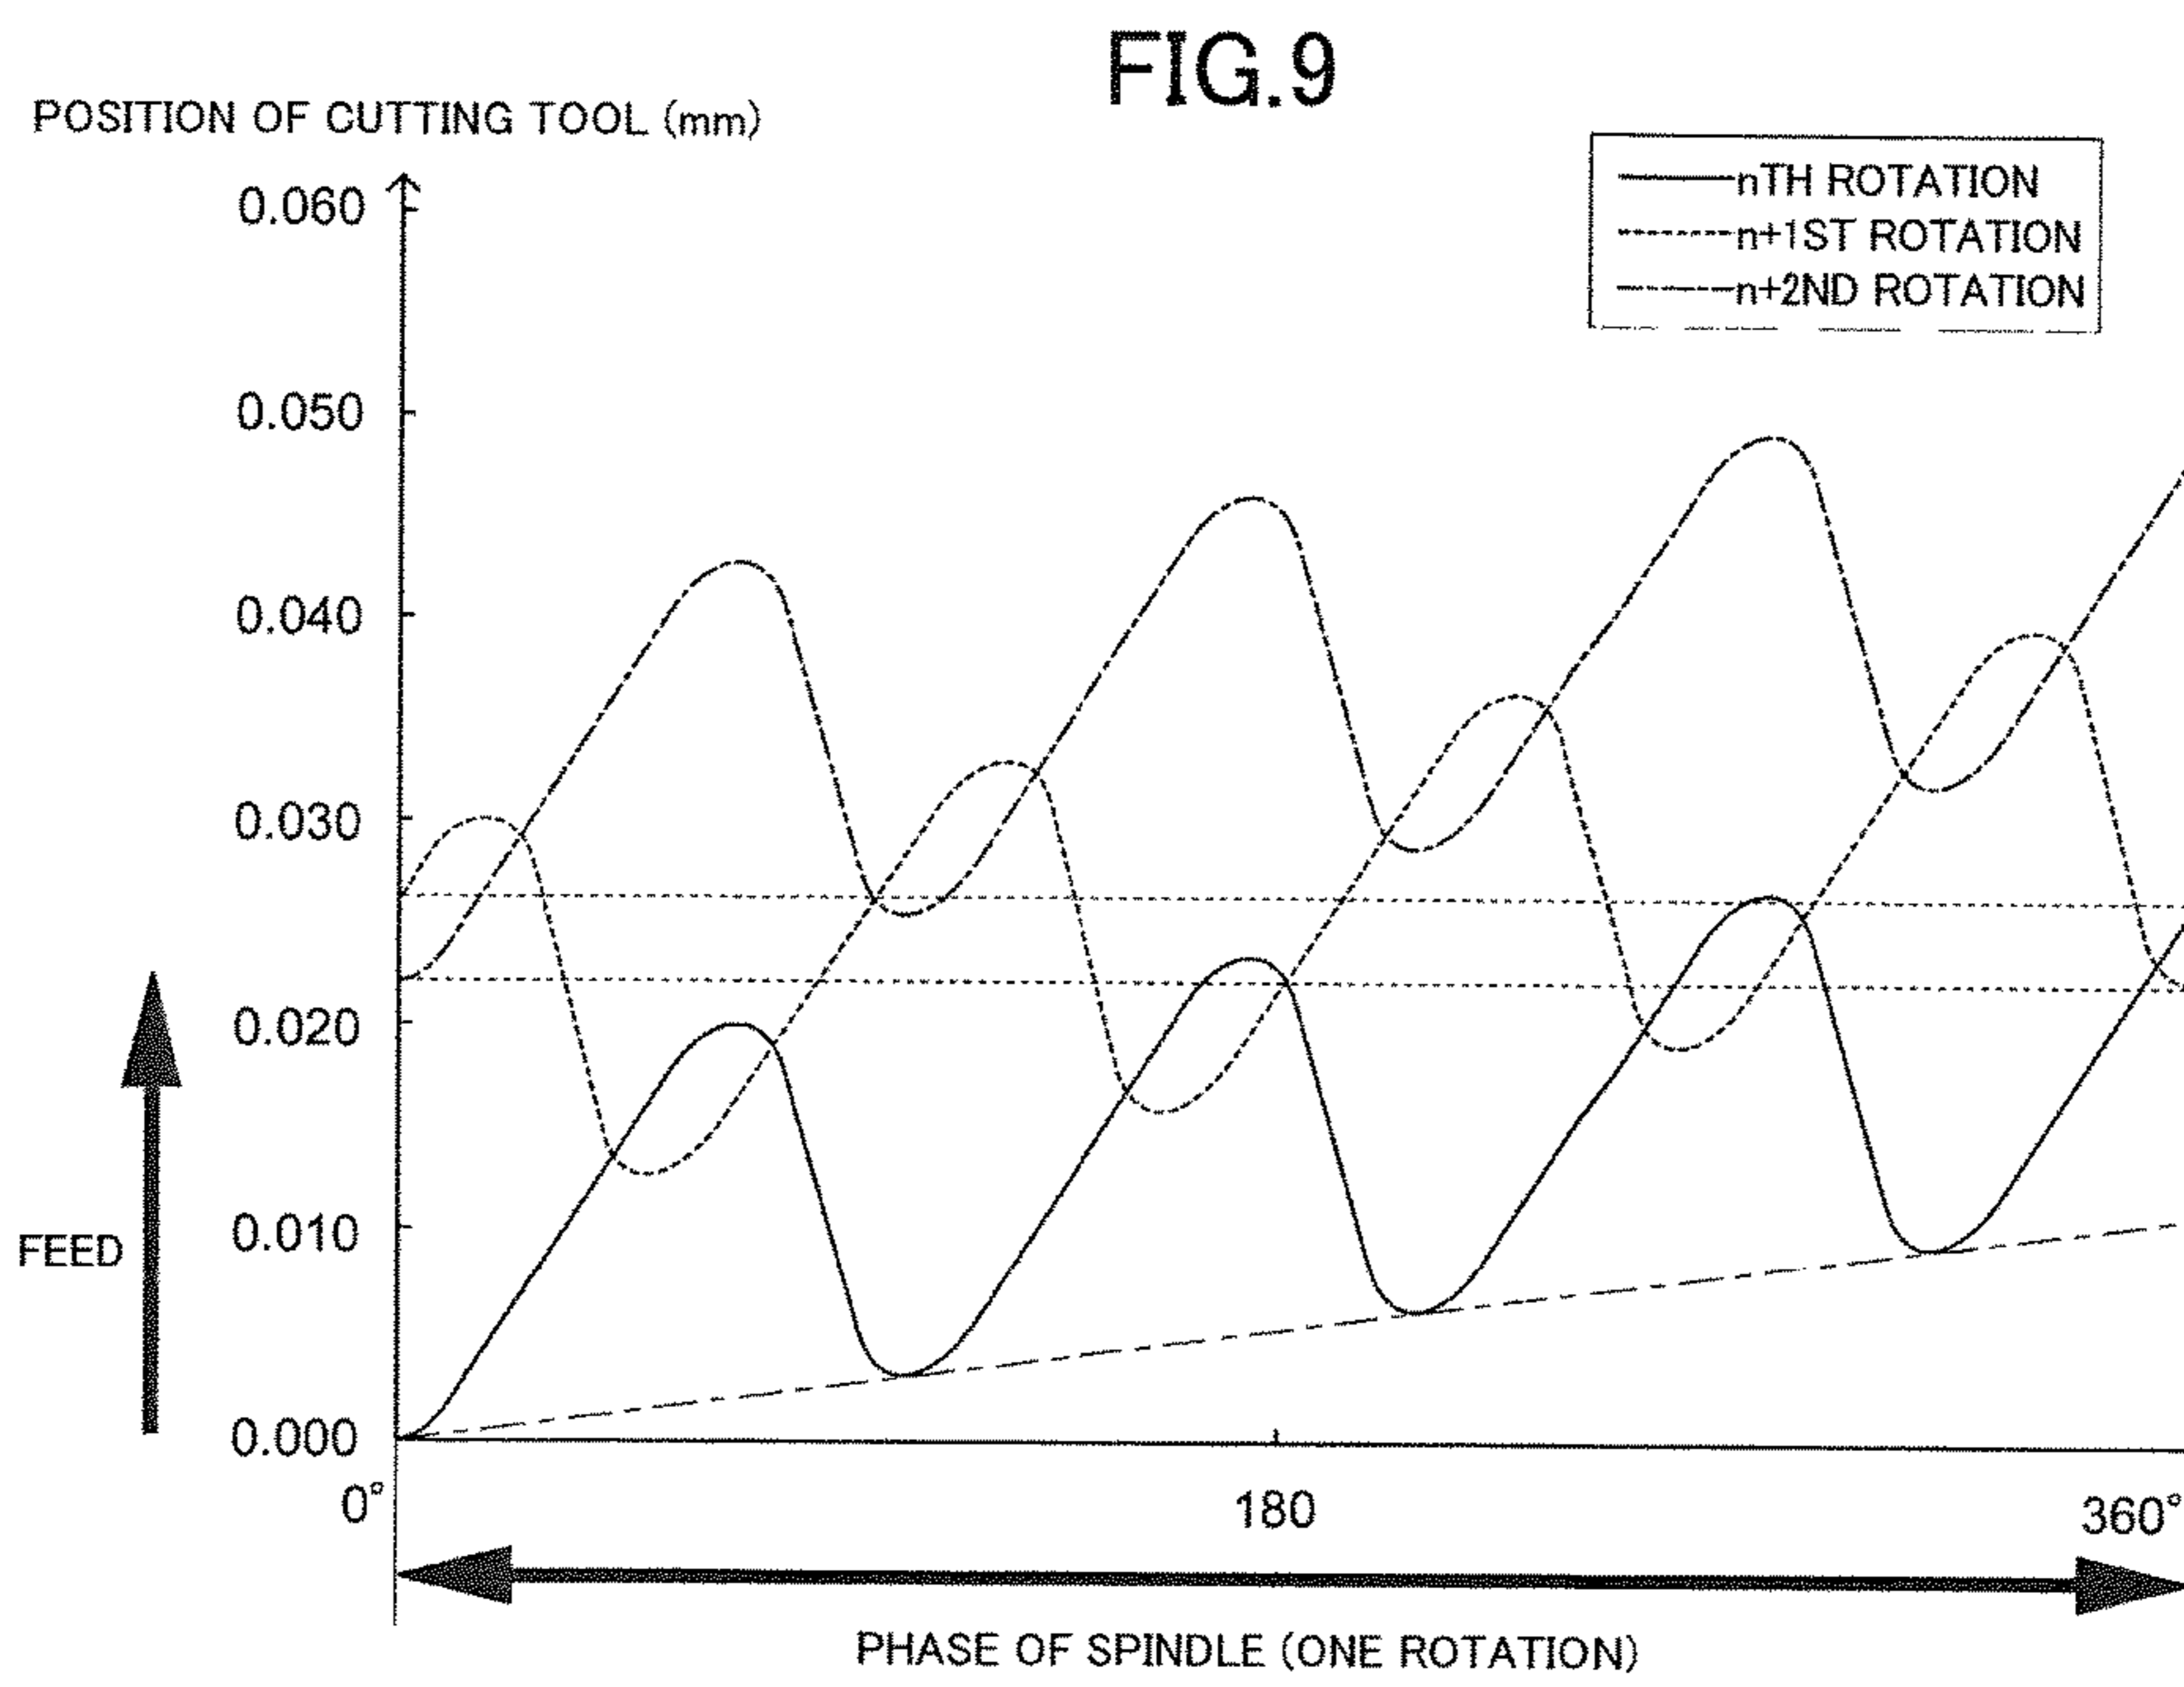 FIG.9
POSITION OF CUTTING TOOL (mm)
nTH ROTATION
n+1ST ROTATION
n+2ND ROTATION
0.060
0.050
0.040
0.030
0.020
0.010
0.000
FEED
0° 180 360°
PHASE OF SPINDLE (ONE ROTATION)